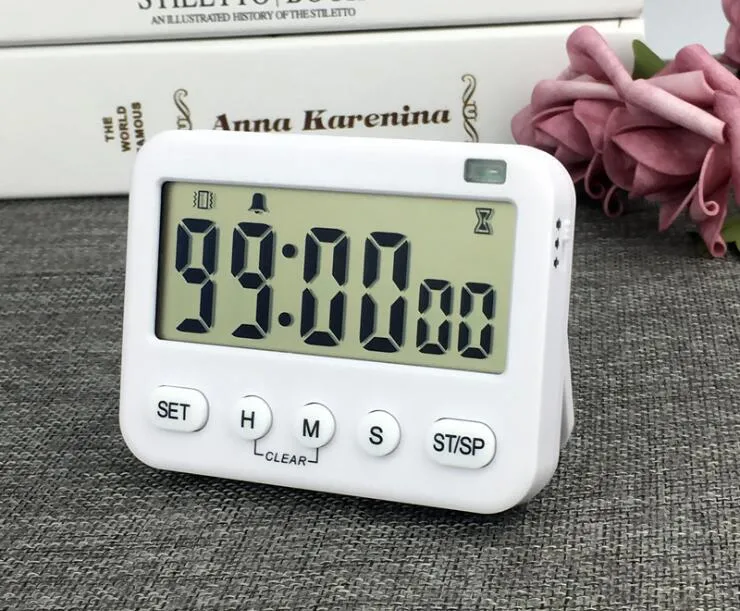 AN ILLUSTRATED HISTORY OF THE STILETTO
THE
WORLD
FAMOUS
Anna Karenina
99:00 00
SET
H
M
S
ST/SP
CLEAR